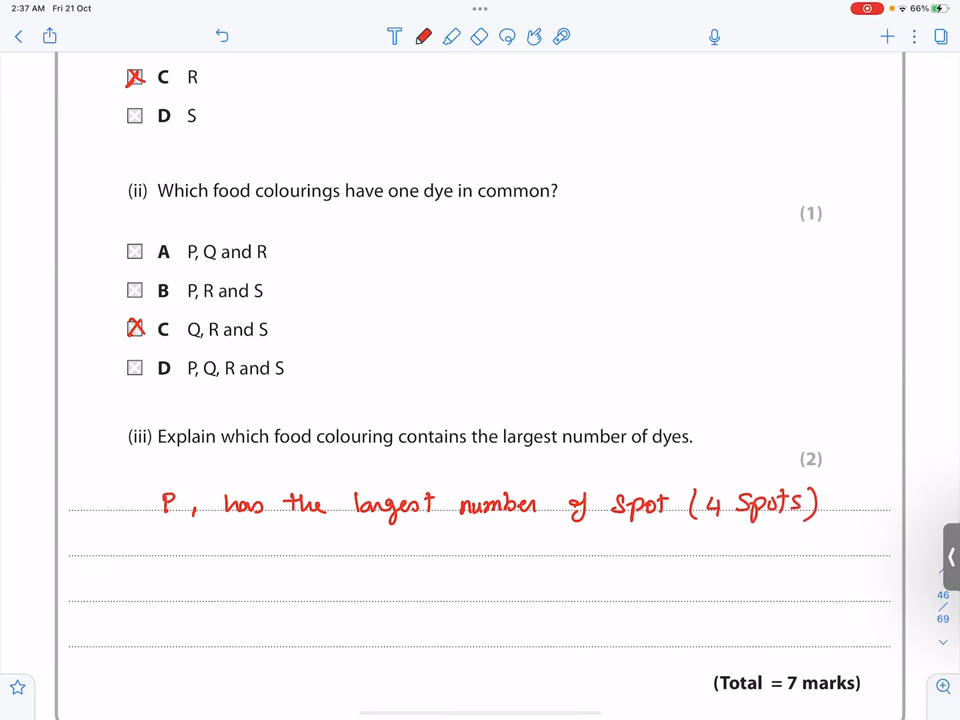 2:37 AM Fri 21 Oct
66%
C R
D S
(ii) Which food colourings have one dye in common?
(1)
A P, Q and R
B P, R and S
C Q, R and S
D P, Q, R and S
(iii) Explain which food colouring contains the largest number of dyes.
(2)
P, has the largest number of spot (4 spots)
46
/
69
(Total = 7 marks)